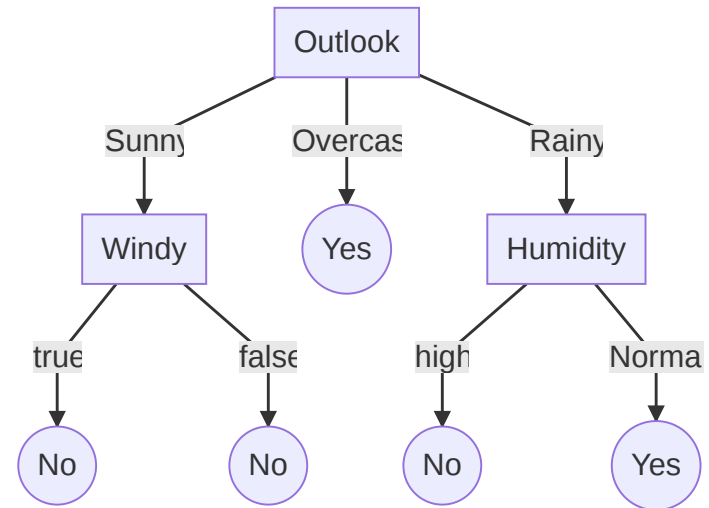 Outlook
Sunny
Overcas
Rainy
Windy
Yes
Humidity
true
false
high
Norma
No
No
No
Yes